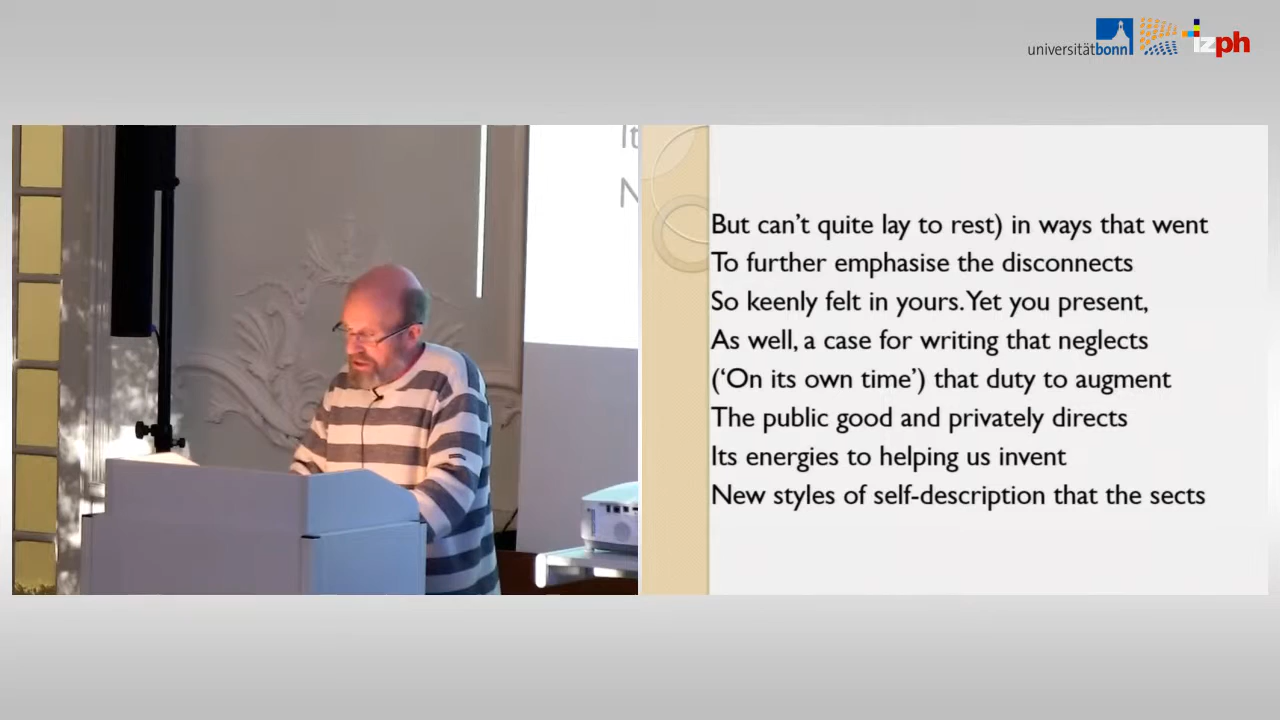 universitätbonn
izph
It
N
But can't quite lay to rest) in ways that went
To further emphasise the disconnects
So keenly felt in yours. Yet you present,
As well, a case for writing that neglects
('On its own time') that duty to augment
The public good and privately directs
Its energies to helping us invent
New styles of self-description that the sects